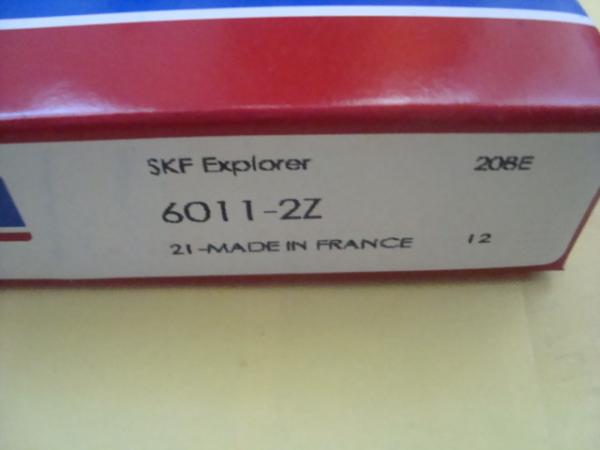 SKF Explorer 208E
6011-2Z
21-MADE IN FRANCE 12